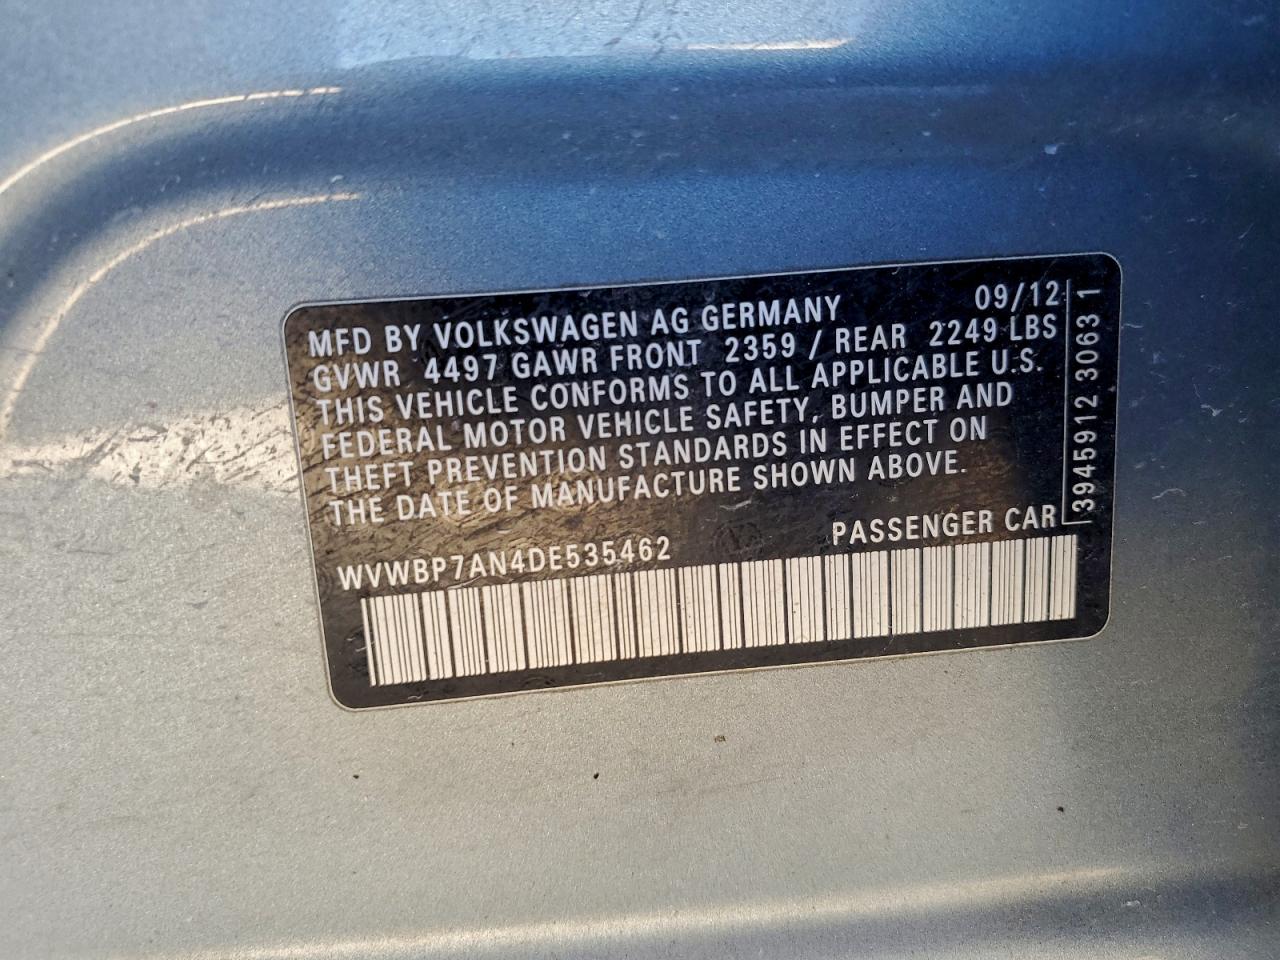 MFD BY VOLKSWAGEN AG GERMANY 09/12
GVWR 4497 GAWR FRONT 2359 / REAR 2249 LBS
THIS VEHICLE CONFORMS TO ALL APPLICABLE U.S.
FEDERAL MOTOR VEHICLE SAFETY, BUMPER AND
THEFT PREVENTION STANDARDS IN EFFECT ON
THE DATE OF MANUFACTURE SHOWN ABOVE.
PASSENGER CAR
WVWBP7AN4DE535462
3945912 3063 1